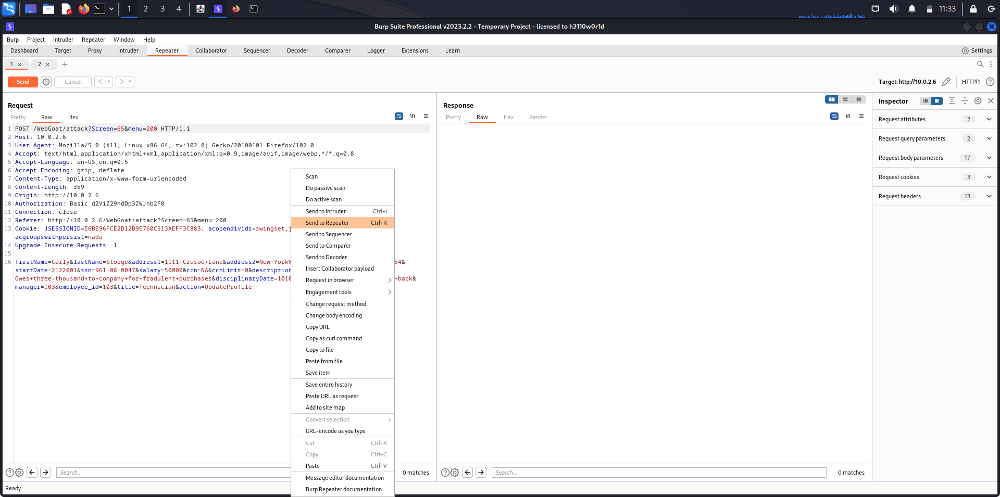 1 2 3 4 11:33
Burp Suite Professional v2023.2.2 - Temporary Project - licensed to h3110w0r1d
Burp Project Intruder Repeater Window Help
Dashboard Target Proxy Intruder Repeater Collaborator Sequencer Decoder Comparer Logger Extensions Learn Settings
1 × 2 × +
Send Cancel < > Target: http://10.0.2.6 HTTP/1 ?
Request
Pretty Raw Hex \n
1 POST /WebGoat/attack?Screen=65&menu=200 HTTP/1.1
2 Host: 10.0.2.6
3 User-Agent: Mozilla/5.0 (X11; Linux x86_64; rv:102.0) Gecko/20100101 Firefox/102.0
4 Accept: text/html,application/xhtml+xml,application/xml;q=0.9,image/avif,image/webp,*/*;q=0.8
5 Accept-Language: en-US,en;q=0.5
6 Accept-Encoding: gzip, deflate
7 Content-Type: application/x-www-form-urlencoded
8 Content-Length: 359
9 Origin: http://10.0.2.6
10 Authorization: Basic d2ViZ29hdDp3ZWJnb2F0
11 Connection: close
12 Referer: http://10.0.2.6/WebGoat/attack?Screen=65&menu=200
13 Cookie: JSESSIONID=E6BE96FCE2D12B9E760C513AEFF3C883; acopendivids=swingset,j
acgroupswithpersist=nada
14 Upgrade-Insecure-Requests: 1
15
16 firstName=Curly&lastName=Stooge&address1=1111+Crusoe+Lane&address2=New+York% 54&
startDate=2122001&ssn=961-08-0047&salary=50000&ccn=NA&ccnLimit=0&description
Owes+three-thousand+to+company+for+fradulent+purchases&disciplinaryDate=1010 +back&
manager=103&employee_id=103&title=Technician&action=UpdateProfile
Scan
Do passive scan
Do active scan
Send to Intruder Ctrl+I
Send to Repeater Ctrl+R
Send to Sequencer
Send to Comparer
Send to Decoder
Insert Collaborator payload
Request in browser
Engagement tools
Change request method
Change body encoding
Copy URL
Copy as curl command
Copy to file
Paste from file
Save item
Save entire history
Paste URL as request
Add to site map
Convert selection
URL-encode as you type
Cut Ctrl+X
Copy Ctrl+C
Paste Ctrl+V
Message editor documentation
Burp Repeater documentation
Response
Pretty Raw Hex Render \n
Inspector
Request attributes 2
Request query parameters 2
Request body parameters 17
Request cookies 3
Request headers 13
? Search... 0 matches
? Search... 0 matches
Ready